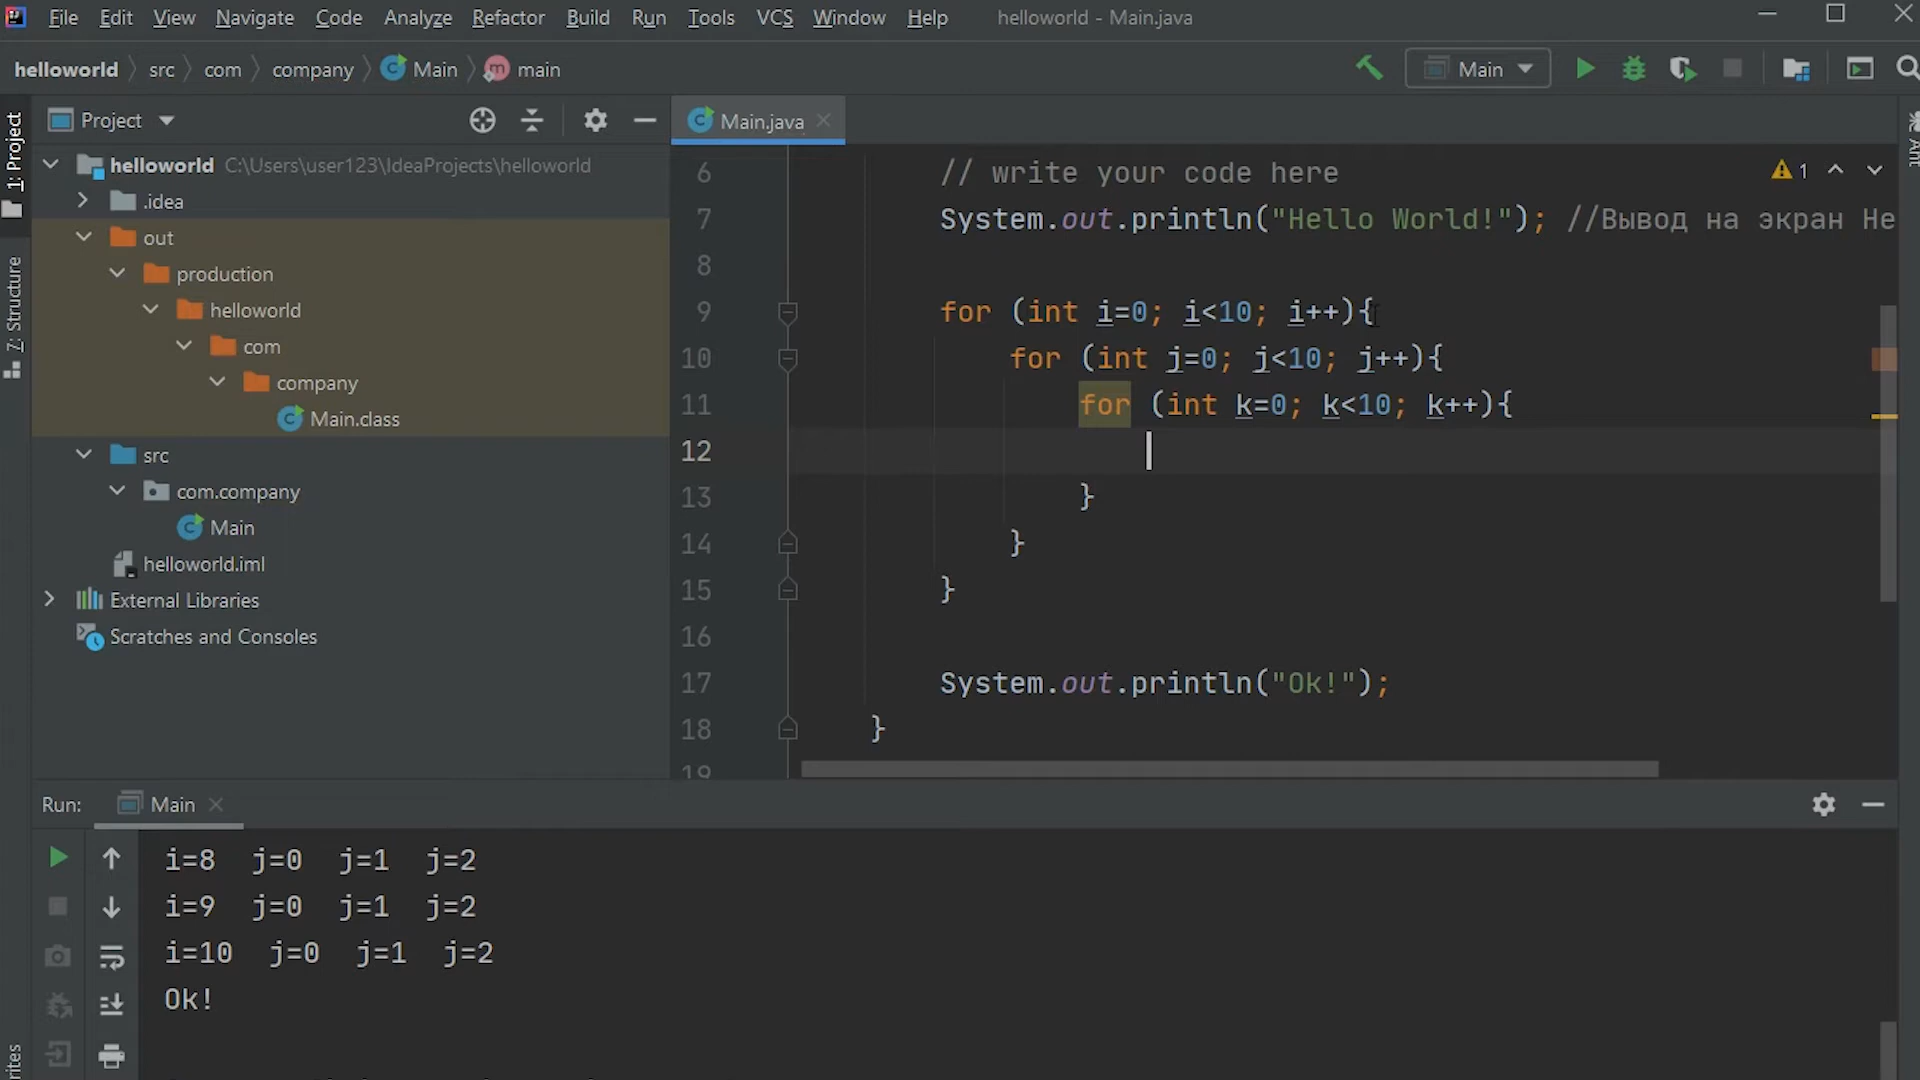 File Edit View Navigate Code Analyze Refactor Build Run Tools VCS Window Help helloworld - Main.java
helloworld src com company Main main
Main
1: Project
7: Structure
Project
helloworld C:\Users\user123\IdeaProjects\helloworld
.idea
out
production
helloworld
com
company
Main.class
src
com.company
Main
helloworld.iml
External Libraries
Scratches and Consoles
Main.java
1
Ant
6 // write your code here
7 System.out.println("Hello World!"); //Вывод на экран He
8
9 for (int i=0; i<10; i++){
10 for (int j=0; j<10; j++){
11 for (int k=0; k<10; k++){
12
13 }
14 }
15 }
16
17 System.out.println("Ok!");
18 }
19
Run: Main
i=8 j=0 j=1 j=2
i=9 j=0 j=1 j=2
i=10 j=0 j=1 j=2
Ok!